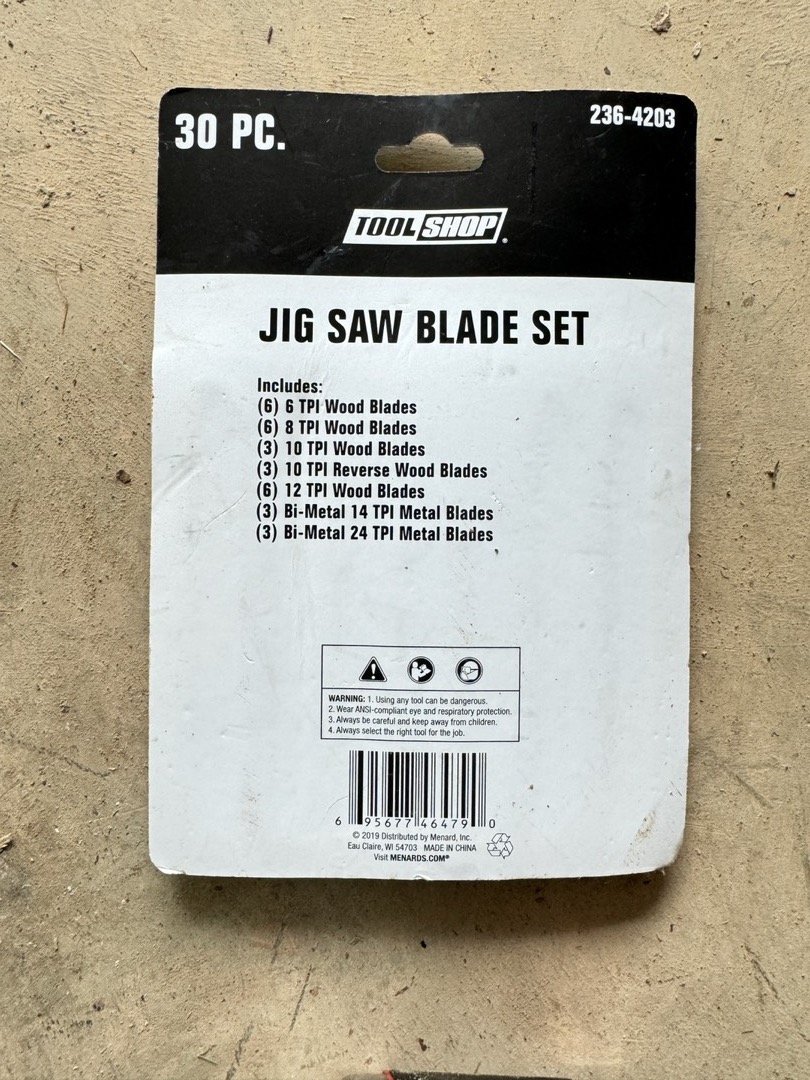 30 PC.
236-4203
TOOL SHOP®
JIG SAW BLADE SET
Includes:
(6) 6 TPI Wood Blades
(6) 8 TPI Wood Blades
(3) 10 TPI Wood Blades
(3) 10 TPI Reverse Wood Blades
(6) 12 TPI Wood Blades
(3) Bi-Metal 14 TPI Metal Blades
(3) Bi-Metal 24 TPI Metal Blades
WARNING: 1. Using any tool can be dangerous.
2. Wear ANSI-compliant eye and respiratory protection.
3. Always be careful and keep away from children.
4. Always select the right tool for the job.
6 95677 46479 0
© 2019 Distributed by Menard, Inc.
Eau Claire, WI 54703 MADE IN CHINA
Visit MENARDS.COM®